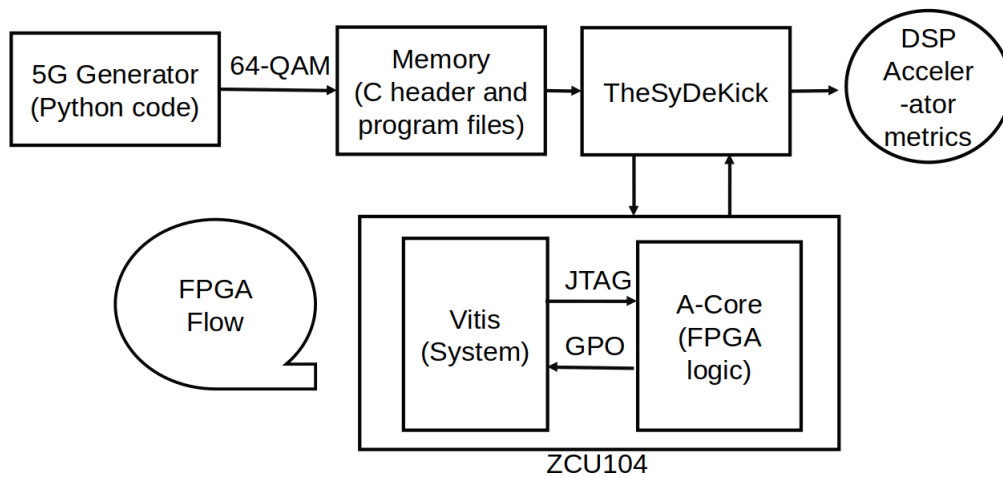 5G Generator
(Python code)
64-QAM
Memory
(C header and
program files)
TheSyDeKick
DSP
Acceler
-ator
metrics
FPGA
Flow
Vitis
(System)
JTAG
GPO
A-Core
(FPGA
logic)
ZCU104